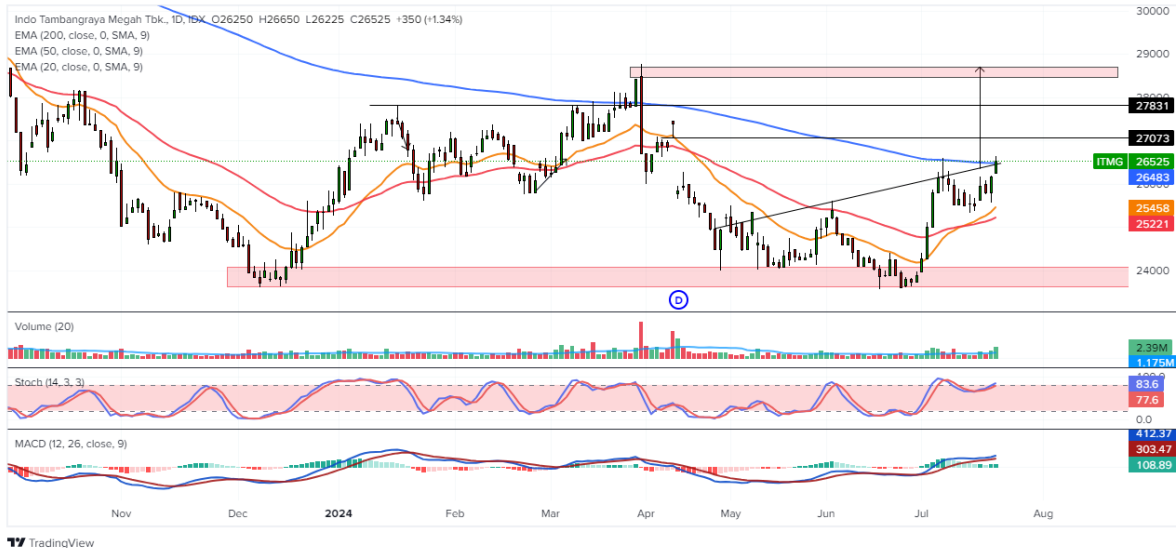 Indo Tambangraya Megah Tbk., 1D, IDX O26250 H26650 L26225 C26525 +350 (+1.34%)
EMA (200, close, 0, SMA, 9)
EMA (50, close, 0, SMA, 9)
EMA (20, close, 0, SMA, 9)
30000
29000
28000
27831
27073
ITMG 26525
26483
26000
25458
25221
24000
D
Volume (20)
2.39M
1.175M
Stoch (14, 3, 3)
100.0
83.6
77.6
0.0
MACD (12, 26, close, 9)
412.37
303.47
108.89
Nov Dec 2024 Feb Mar Apr May Jun Jul Aug
TradingView